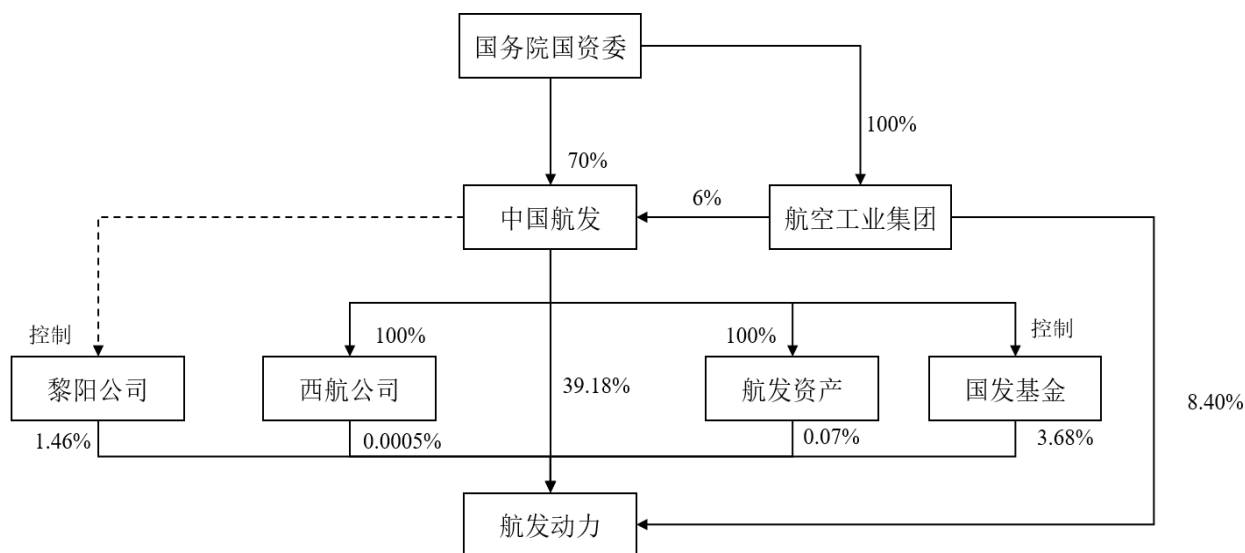 国务院国资委
100%
70%
中国航发
6%
航空工业集团
控制
100%
100%
控制
黎阳公司
西航公司
39.18%
航发资产
国发基金
8.40%
1.46%
0.0005%
0.07%
3.68%
航发动力